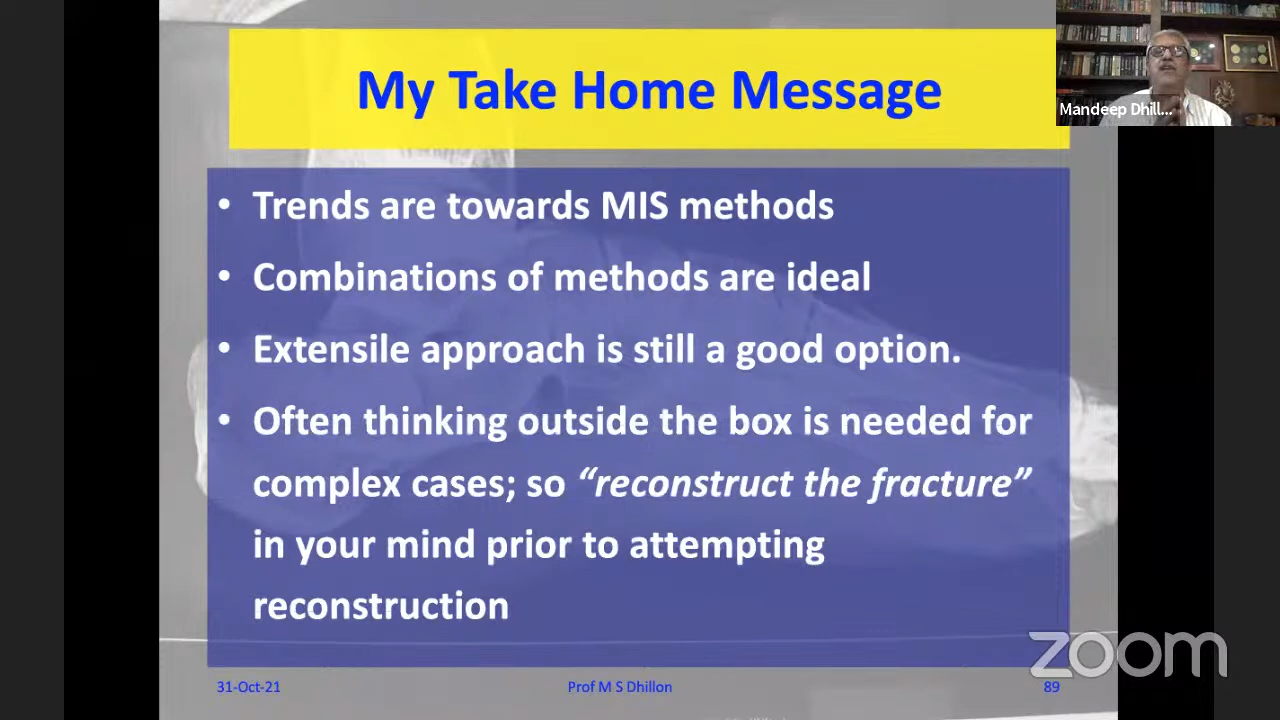 My Take Home Message
Mandeep Dhill...
• Trends are towards MIS methods
• Combinations of methods are ideal
• Extensile approach is still a good option.
• Often thinking outside the box is needed for
complex cases; so “reconstruct the fracture”
in your mind prior to attempting
reconstruction
zoom
31-Oct-21
Prof M S Dhillon
89